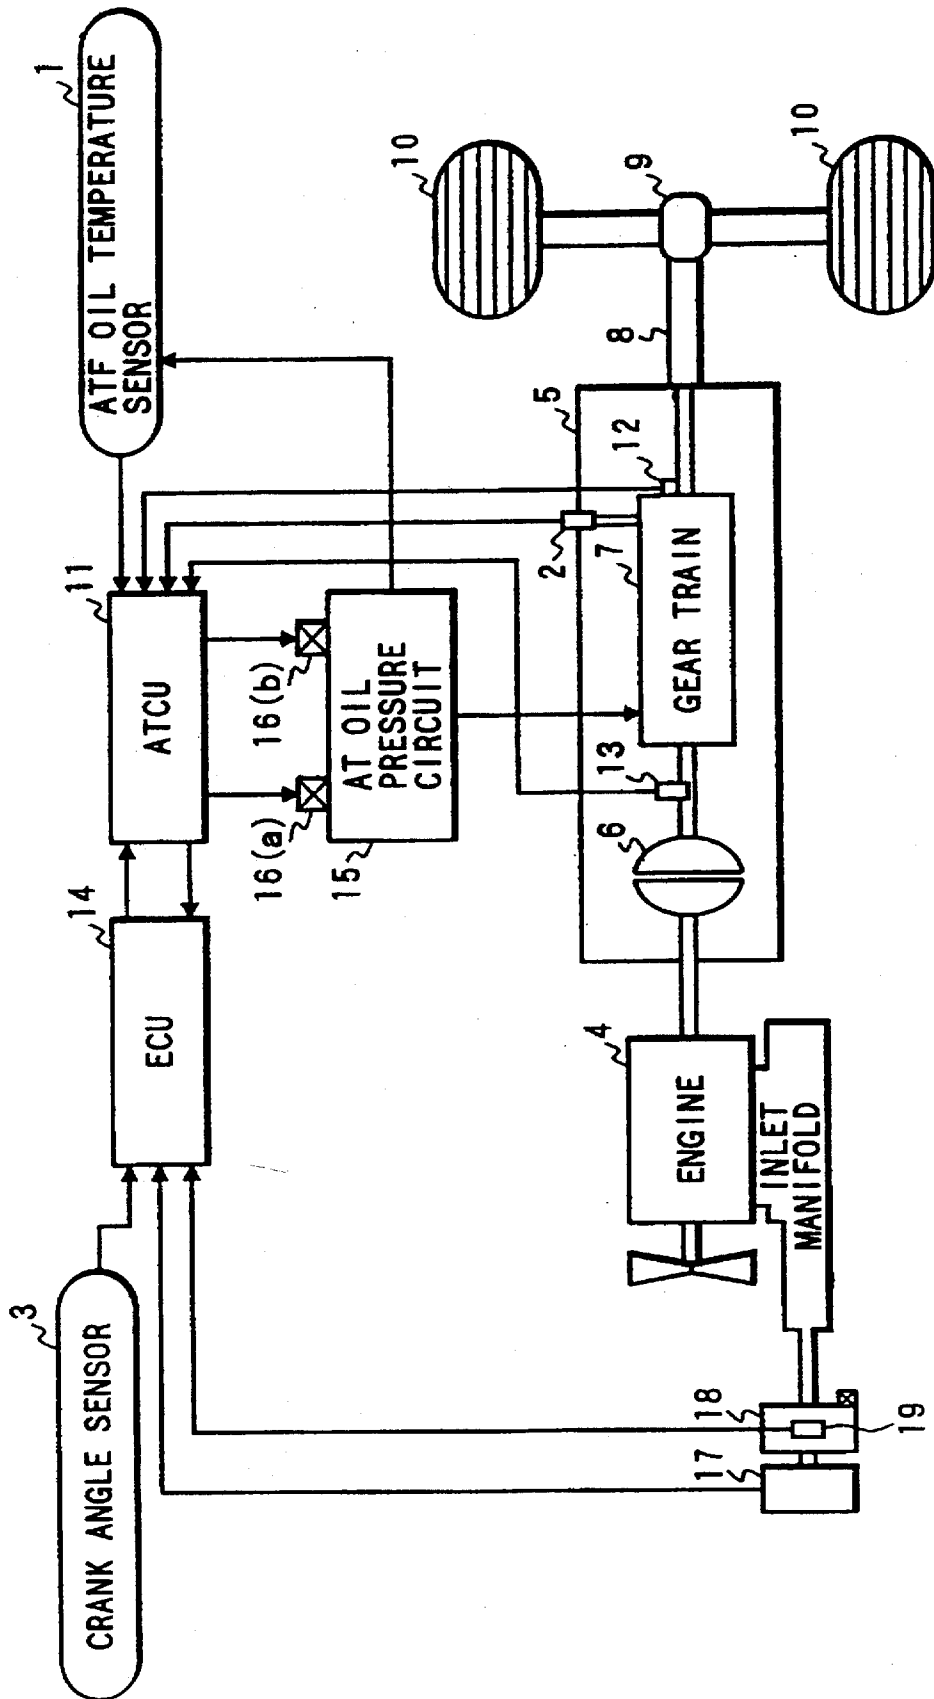 1
ATF OIL TEMPERATURE
SENSOR
11
ATCU
14
ECU
3
CRANK ANGLE SENSOR
16(b)
16(a)
AT OIL
PRESSURE
CIRCUIT
15
10
9
10
8
5
12
2
7
GEAR TRAIN
13
6
4
ENGINE
INLET
MANIFOLD
18
17
19